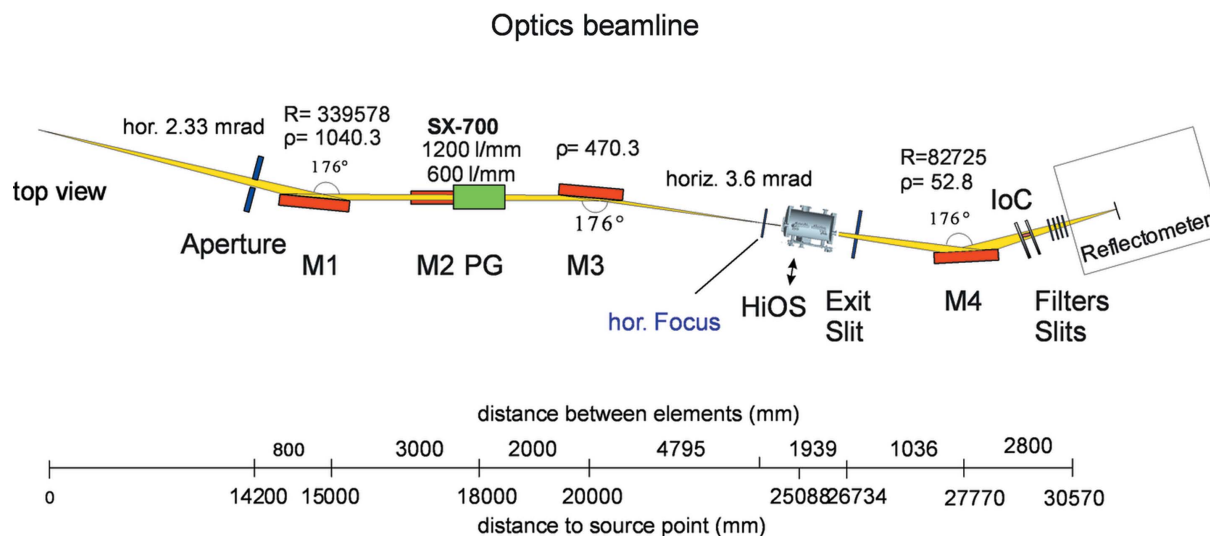 Optics beamline
hor. 2.33 mrad
R= 339578
ρ= 1040.3
176°
SX-700
1200 l/mm
600 l/mm
ρ= 470.3
176°
horiz. 3.6 mrad
R=82725
ρ= 52.8
176°
IoC
Reflectometer
top view
Aperture
M1
M2 PG
M3
hor. Focus
HiOS
Exit
Slit
M4
Filters
Slits
distance between elements (mm)
800 3000 2000 4795 1939 1036 2800
0 14200 15000 18000 20000 25088 26734 27770 30570
distance to source point (mm)